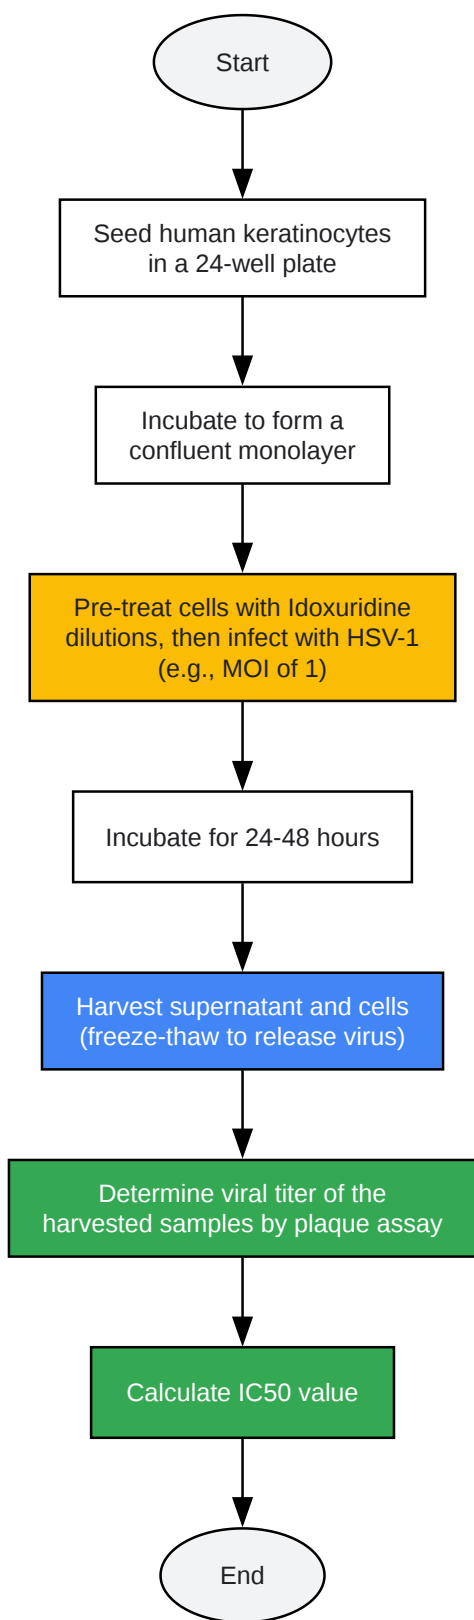 Start
Seed human keratinocytes
in a 24-well plate
Incubate to form a
confluent monolayer
Pre-treat cells with Idoxuridine
dilutions, then infect with HSV-1
(e.g., MOI of 1)
Incubate for 24-48 hours
Harvest supernatant and cells
(freeze-thaw to release virus)
Determine viral titer of the
harvested samples by plaque assay
Calculate IC50 value
End